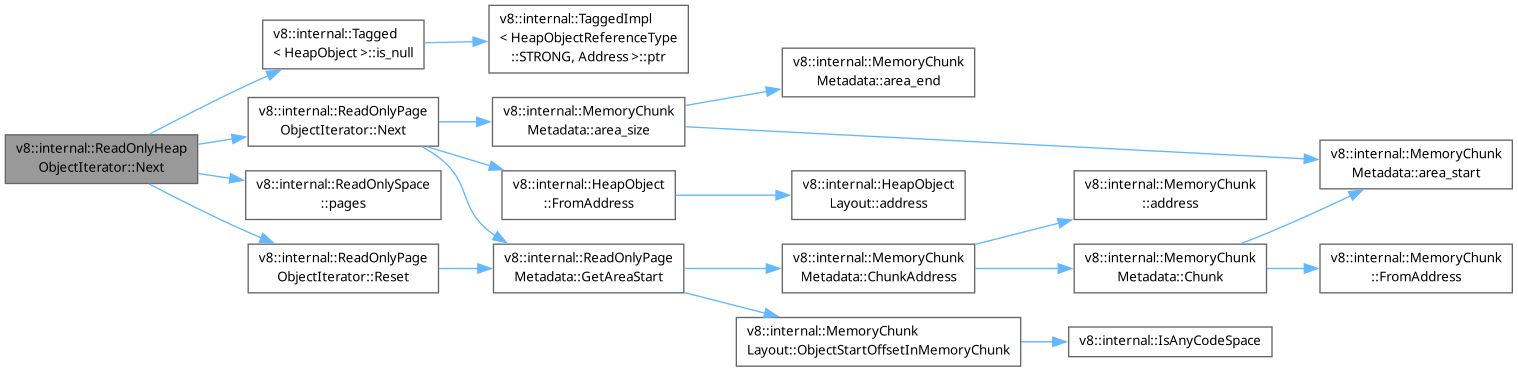 v8::internal::ReadOnlyHeap
ObjectIterator::Next
v8::internal::Tagged
< HeapObject >::is_null
v8::internal::TaggedImpl
< HeapObjectReferenceType
::STRONG, Address >::ptr
v8::internal::ReadOnlyPage
ObjectIterator::Next
v8::internal::MemoryChunk
Metadata::area_size
v8::internal::MemoryChunk
Metadata::area_end
v8::internal::MemoryChunk
Metadata::area_start
v8::internal::ReadOnlySpace
::pages
v8::internal::HeapObject
::FromAddress
v8::internal::HeapObject
Layout::address
v8::internal::MemoryChunk
::address
v8::internal::ReadOnlyPage
ObjectIterator::Reset
v8::internal::ReadOnlyPage
Metadata::GetAreaStart
v8::internal::MemoryChunk
Metadata::ChunkAddress
v8::internal::MemoryChunk
Metadata::Chunk
v8::internal::MemoryChunk
::FromAddress
v8::internal::MemoryChunk
Layout::ObjectStartOffsetInMemoryChunk
v8::internal::IsAnyCodeSpace